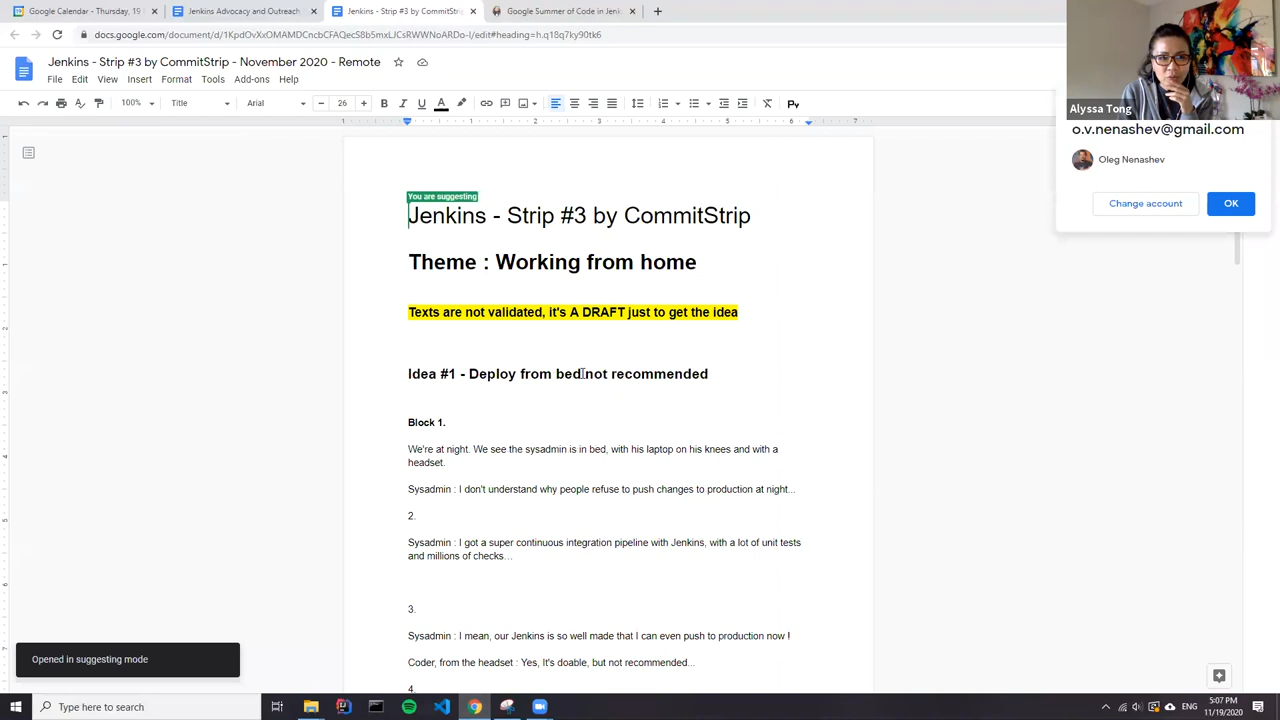 Google Calendar - Thursday, 19
Jenkins Advocacy and Outreach
Jenkins - Strip #3 by CommitStrip
Google Summer of Code in Jenkin
docs.google.com/document/d/1KpdOvXxOMAMDCncbCFAQecS8b5mxLJCsRWWNoARDo-I/edit#heading=h.q18q7ky90tk6
Jenkins - Strip #3 by CommitStrip - November 2020 - Remote
File Edit View Insert Format Tools Add-ons Help
100% Title Arial 26
Alyssa Tong
o.v.nenashev@gmail.com
Oleg Nenashev
Change account OK
You are suggesting
Jenkins - Strip #3 by CommitStrip
Theme : Working from home
Texts are not validated, it's A DRAFT just to get the idea
Idea #1 - Deploy from bed not recommended
Block 1.
We're at night. We see the sysadmin is in bed, with his laptop on his knees and with a
headset.
Sysadmin : I don't understand why people refuse to push changes to production at night...
2.
Sysadmin : I got a super continuous integration pipeline with Jenkins, with a lot of unit tests
and millions of checks...
3.
Sysadmin : I mean, our Jenkins is so well made that I can even push to production now !
Coder, from the headset : Yes, It's doable, but not recommended...
4.
Opened in suggesting mode
Type here to search
ENG
5:07 PM
11/19/2020